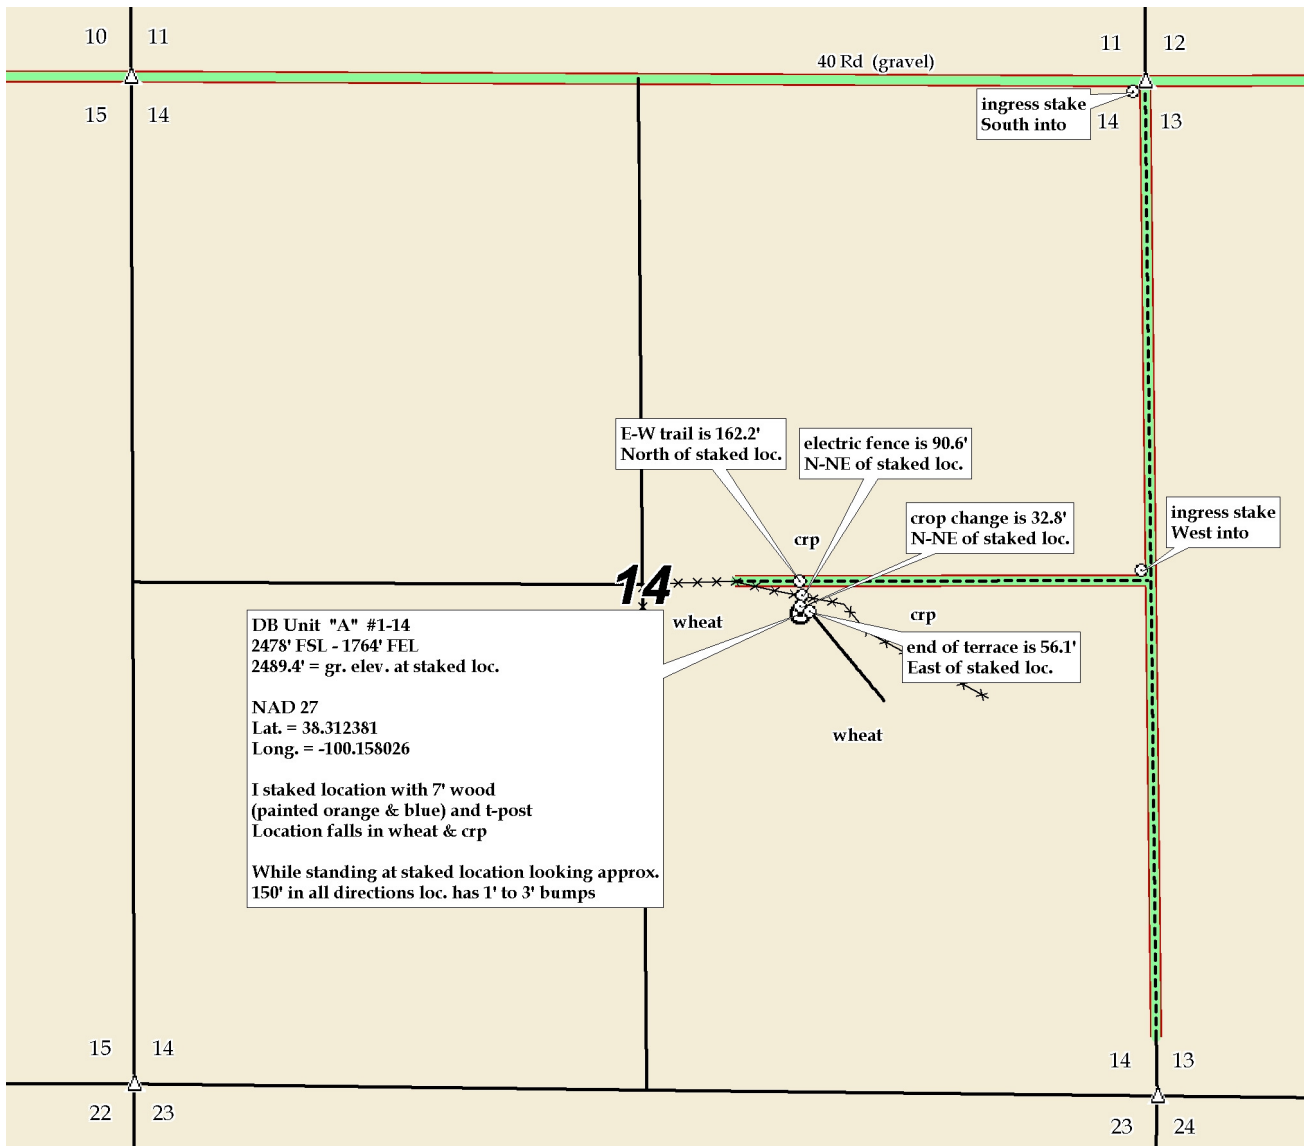 10 11
11 12
40 Rd (gravel)
ingress stake
South into
15 14
14 13
E-W trail is 162.2'
North of staked loc.
electric fence is 90.6'
N-NE of staked loc.
crop change is 32.8'
N-NE of staked loc.
ingress stake
West into
crp
14
wheat
crp
DB Unit "A" #1-14
2478' FSL - 1764' FEL
2489.4' = gr. elev. at staked loc.
NAD 27
Lat. = 38.312381
Long. = -100.158026
I staked location with 7' wood
(painted orange & blue) and t-post
Location falls in wheat & crp
While standing at staked location looking approx.
150' in all directions loc. has 1' to 3' bumps
end of terrace is 56.1'
East of staked loc.
wheat
15 14
14 13
22 23
23 24